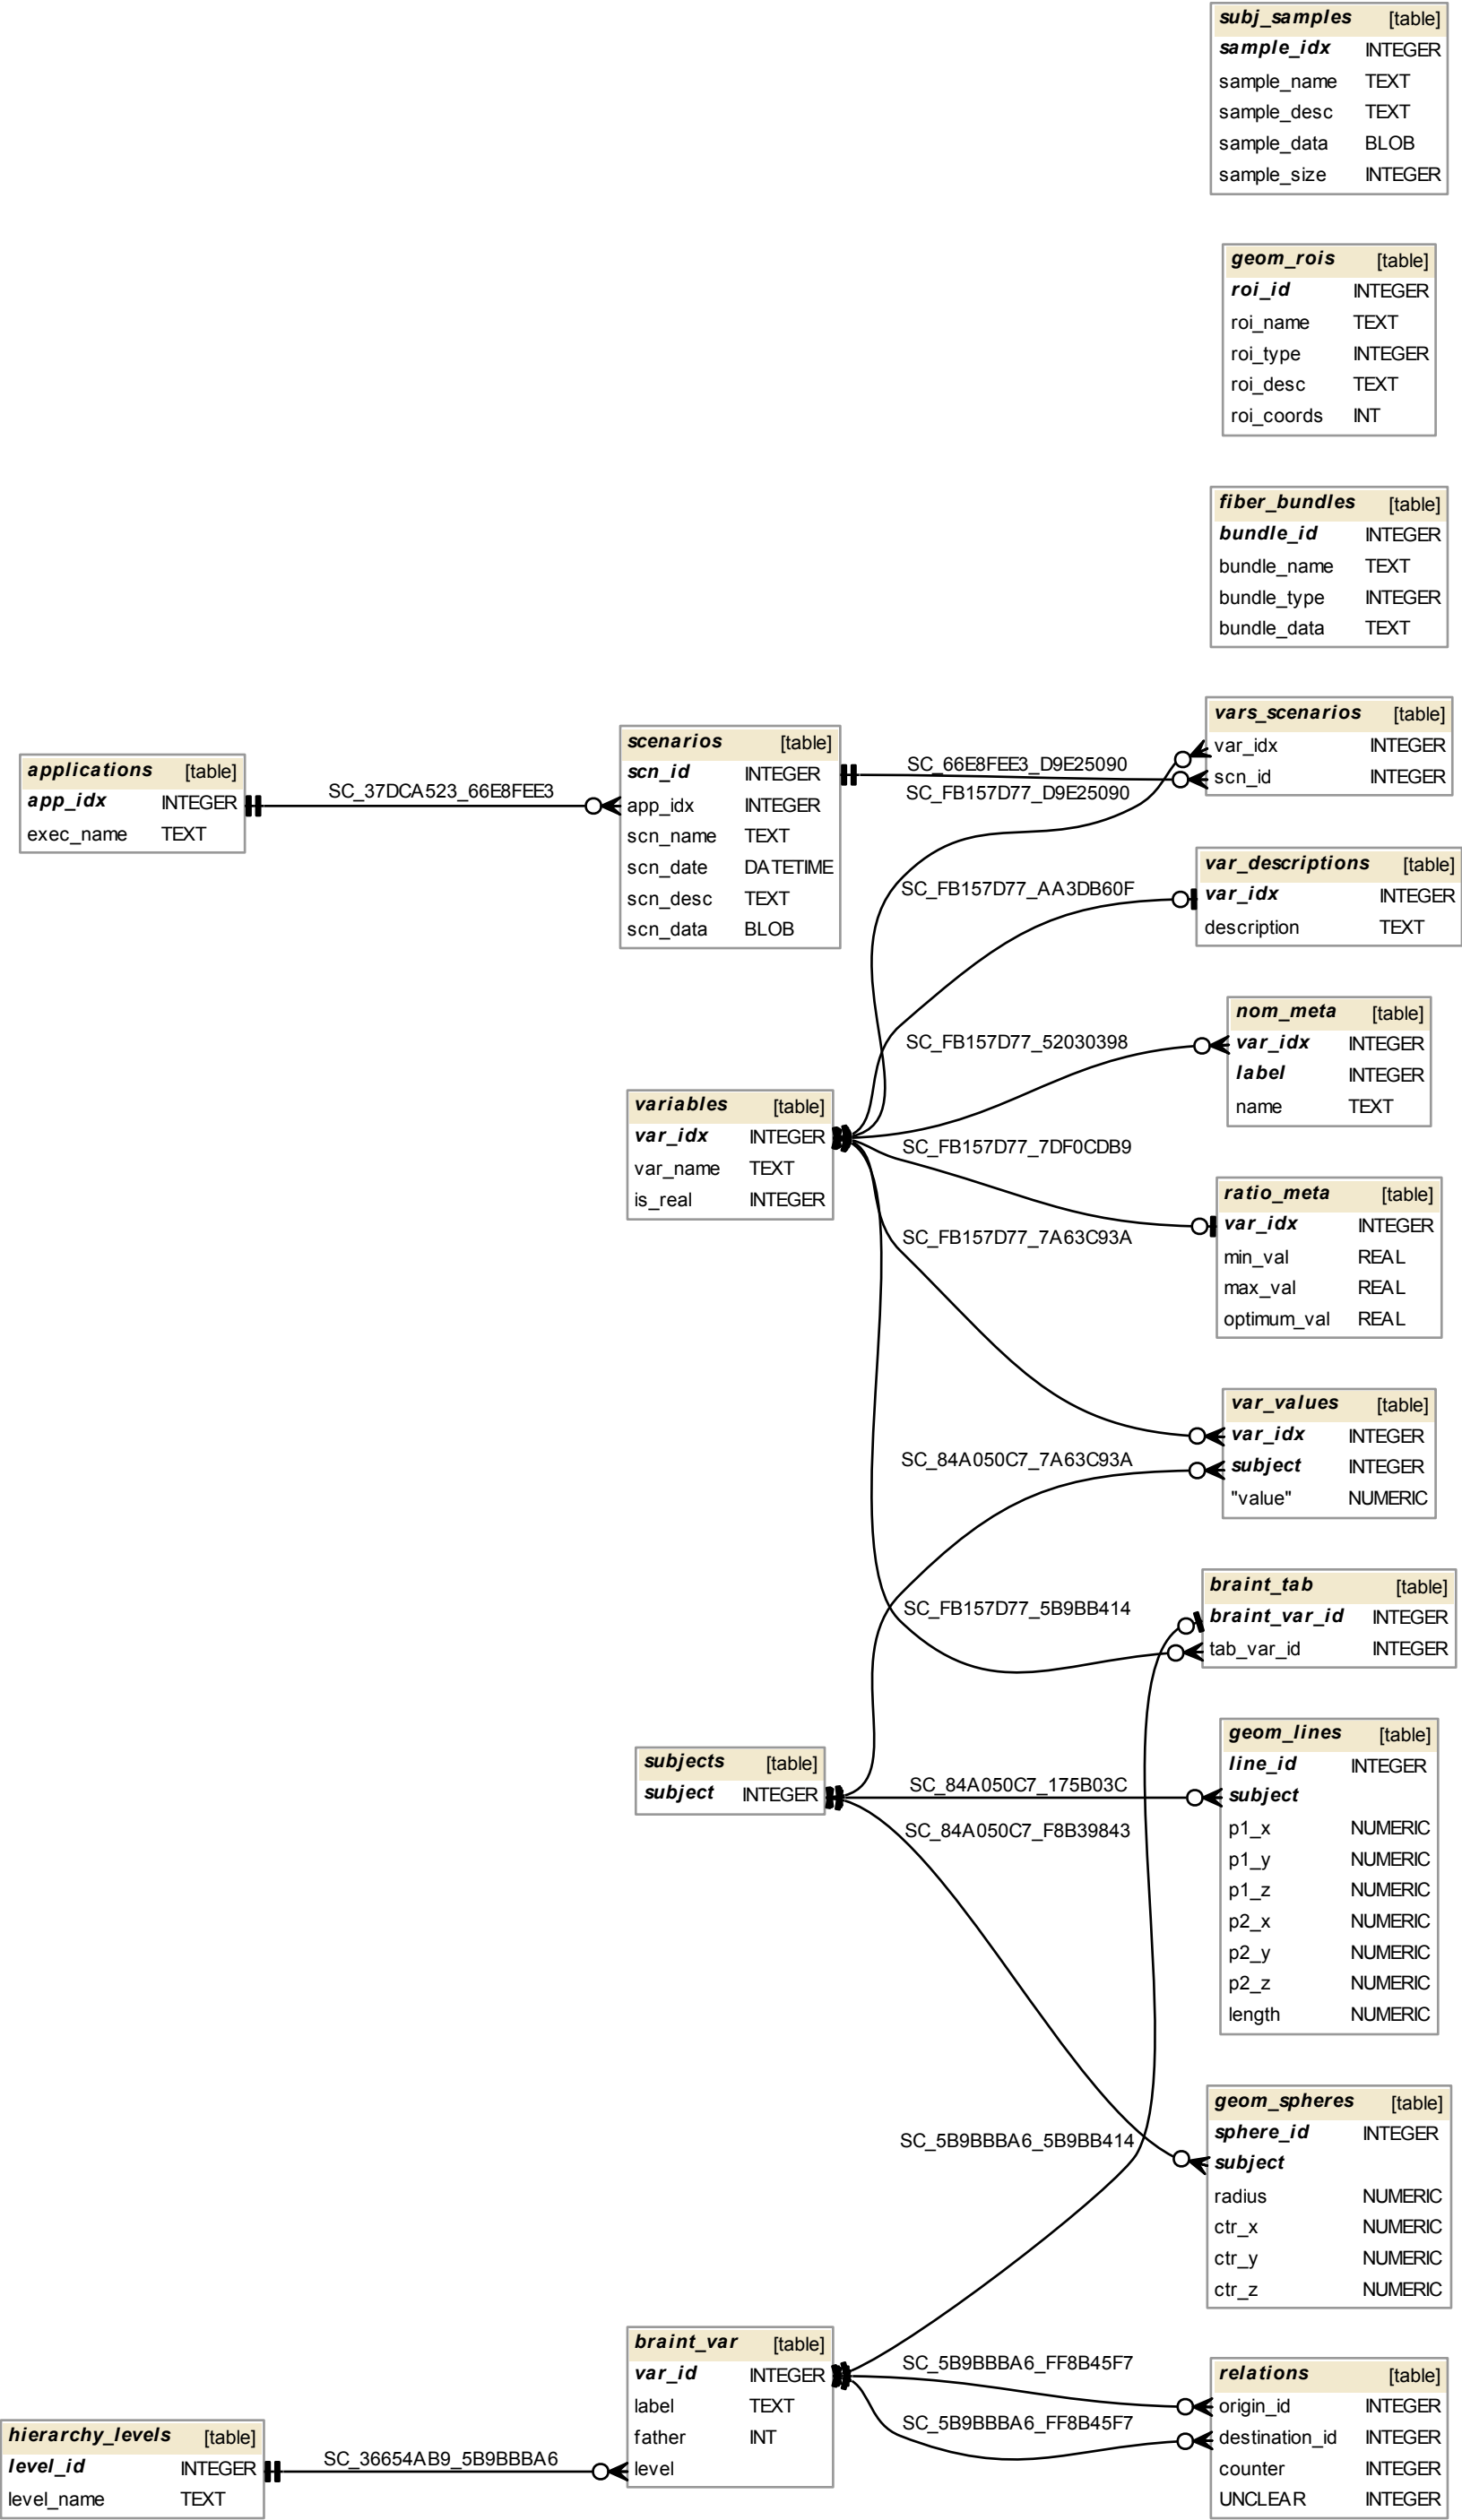 subj_samples [table]
sample_idx INTEGER
sample_name TEXT
sample_desc TEXT
sample_data BLOB
sample_size INTEGER
geom_rois [table]
roi_id INTEGER
roi_name TEXT
roi_type INTEGER
roi_desc TEXT
roi_coords INT
fiber_bundles [table]
bundle_id INTEGER
bundle_name TEXT
bundle_type INTEGER
bundle_data TEXT
applications [table]
app_idx INTEGER
exec_name TEXT
SC_37DCA523_66E8FEE3
scenarios [table]
scn_id INTEGER
app_idx INTEGER
scn_name TEXT
scn_date DATETIME
scn_desc TEXT
scn_data BLOB
SC_66E8FEE3_D9E25090
SC_FB157D77_D9E25090
vars_scenarios [table]
var_idx INTEGER
scn_id INTEGER
SC_FB157D77_AA3DB60F
var_descriptions [table]
var_idx INTEGER
description TEXT
SC_FB157D77_52030398
nom_meta [table]
var_idx INTEGER
label INTEGER
name TEXT
variables [table]
var_idx INTEGER
var_name TEXT
is_real INTEGER
SC_FB157D77_7DF0CDB9
ratio_meta [table]
var_idx INTEGER
min_val REAL
max_val REAL
optimum_val REAL
SC_FB157D77_7A63C93A
var_values [table]
var_idx INTEGER
subject INTEGER
"value" NUMERIC
SC_84A050C7_7A63C93A
SC_FB157D77_5B9BB414
braint_tab [table]
braint_var_id INTEGER
tab_var_id INTEGER
subjects [table]
subject INTEGER
SC_84A050C7_175B03C
SC_84A050C7_F8B39843
geom_lines [table]
line_id INTEGER
subject
p1_x NUMERIC
p1_y NUMERIC
p1_z NUMERIC
p2_x NUMERIC
p2_y NUMERIC
p2_z NUMERIC
length NUMERIC
SC_5B9BBBA6_5B9BB414
geom_spheres [table]
sphere_id INTEGER
subject
radius NUMERIC
ctr_x NUMERIC
ctr_y NUMERIC
ctr_z NUMERIC
hierarchy_levels [table]
level_id INTEGER
level_name TEXT
SC_36654AB9_5B9BBBA6
braint_var [table]
var_id INTEGER
label TEXT
father INT
level
SC_5B9BBBA6_FF8B45F7
SC_5B9BBBA6_FF8B45F7
relations [table]
origin_id INTEGER
destination_id INTEGER
counter INTEGER
UNCLEAR INTEGER